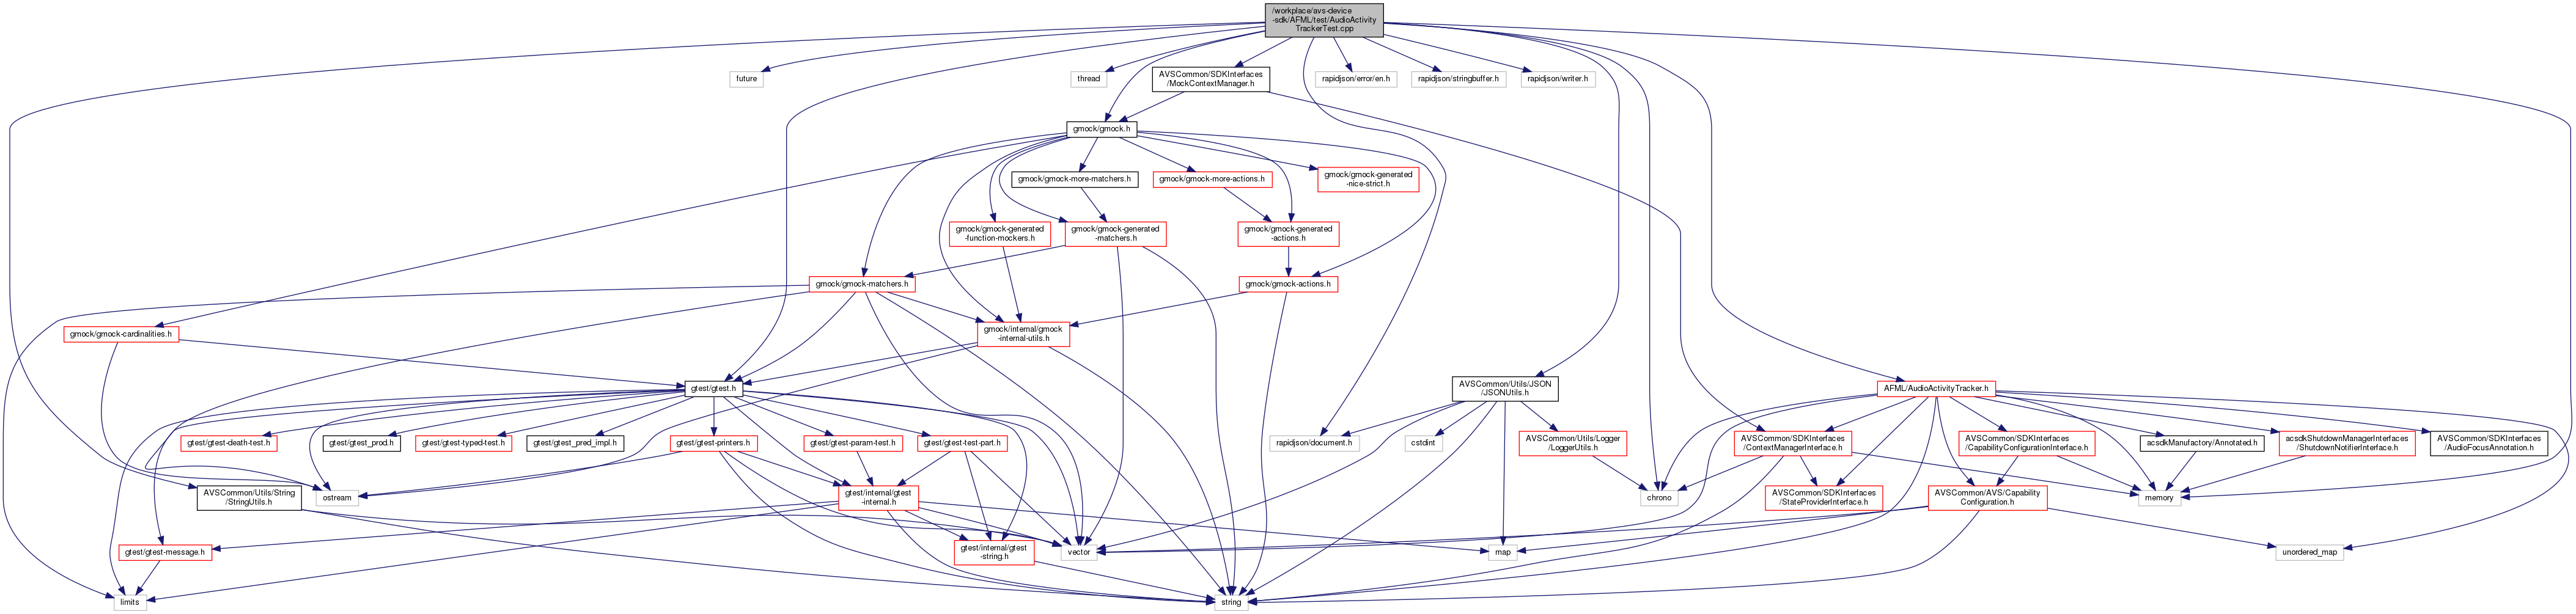 /workplace/avs-device
-sdk/AFML/test/AudioActivity
TrackerTest.cpp
future
thread
AVSCommon/SDKInterfaces
/MockContextManager.h
rapidjson/error/en.h
rapidjson/stringbuffer.h
rapidjson/writer.h
gmock/gmock.h
gmock/gmock-more-matchers.h
gmock/gmock-more-actions.h
gmock/gmock-generated
-nice-strict.h
gmock/gmock-generated
-function-mockers.h
gmock/gmock-generated
-matchers.h
gmock/gmock-generated
-actions.h
gmock/gmock-matchers.h
gmock/gmock-actions.h
gmock/gmock-cardinalities.h
gmock/internal/gmock
-internal-utils.h
gtest/gtest.h
AVSCommon/Utils/JSON
/JSONUtils.h
AFML/AudioActivityTracker.h
gtest/gtest-death-test.h
gtest/gtest_prod.h
gtest/gtest-typed-test.h
gtest/gtest_pred_impl.h
gtest/gtest-printers.h
gtest/gtest-param-test.h
gtest/gtest-test-part.h
rapidjson/document.h
cstdint
AVSCommon/Utils/Logger
/LoggerUtils.h
AVSCommon/SDKInterfaces
/ContextManagerInterface.h
AVSCommon/SDKInterfaces
/CapabilityConfigurationInterface.h
acsdkManufactory/Annotated.h
acsdkShutdownManagerInterfaces
/ShutdownNotifierInterface.h
AVSCommon/SDKInterfaces
/AudioFocusAnnotation.h
AVSCommon/Utils/String
/StringUtils.h
ostream
gtest/internal/gtest
-internal.h
chrono
AVSCommon/SDKInterfaces
/StateProviderInterface.h
AVSCommon/AVS/Capability
Configuration.h
memory
gtest/gtest-message.h
gtest/internal/gtest
-string.h
vector
map
unordered_map
limits
string